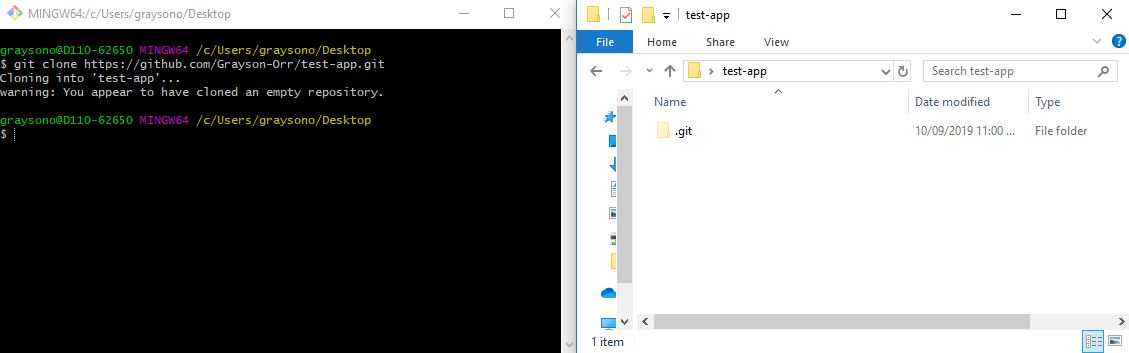 MINGW64:/c/Users/graysono/Desktop
graysono@D110-62650 MINGW64 /c/Users/graysono/Desktop
$ git clone https://github.com/Grayson-Orr/test-app.git
Cloning into 'test-app'...
warning: You appear to have cloned an empty repository.
graysono@D110-62650 MINGW64 /c/Users/graysono/Desktop
$
test-app
File Home Share View
test-app Search test-app
Name Date modified Type
.git 10/09/2019 11:00 ... File folder
1 item